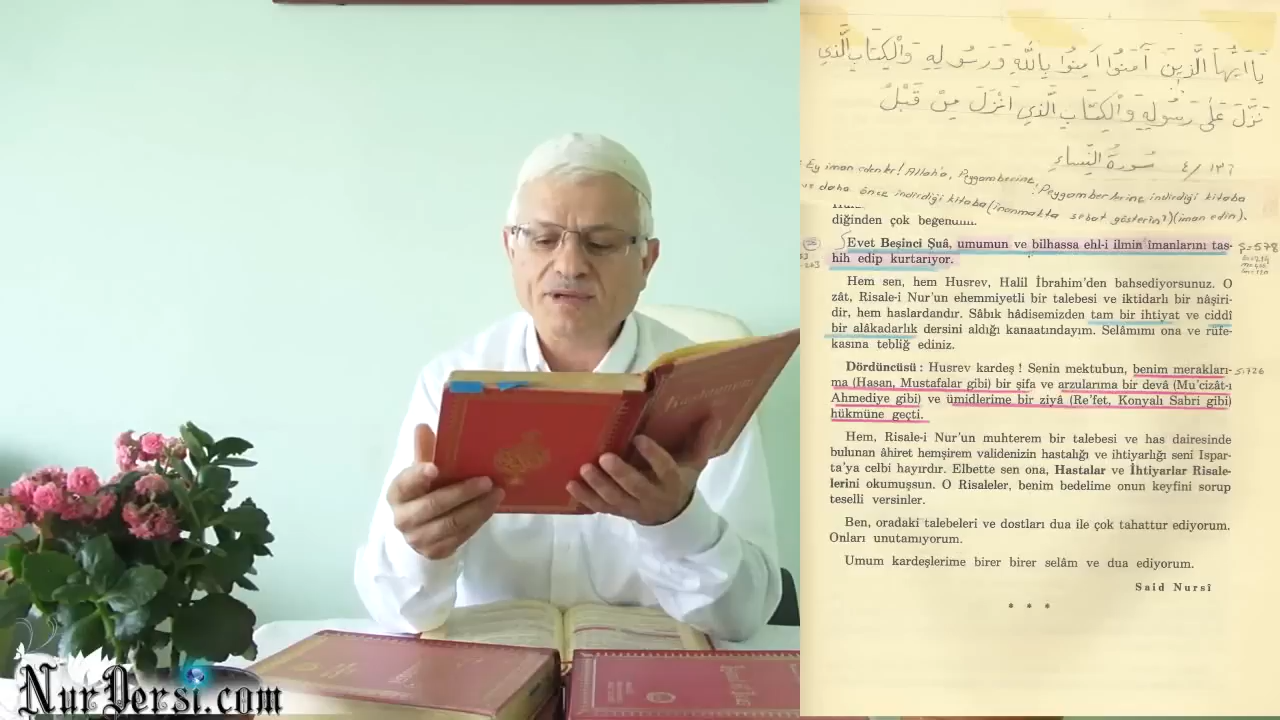 يَا اَيُّهَا الَّذِينَ آمَنُوا آمِنُوا بِاللَّهِ وَرَسُولِهِ وَالْكِتَابِ الَّذِي
نَزَّلَ عَلَى رَسُولِهِ وَالْكِتَابِ الَّذِي اَنْزَلَ مِنْ قَبْلُ
سُورَةُ النِّسَاءِ ٤/١٣٦
Ey iman edenler! Allah'a, Peygamberine, Peygamberlerine indirdiği kitaba
ve daha önce indirdiği kitaba (inanmakta sebat gösterin!) (iman edin).
diğinden çok beğenu
Evet Beşinci Şuâ, umumun ve bilhassa ehl-i ilmin îmanlarını tas-
hih edip kurtarıyor.
Ş=578
Hem sen, hem Husrev, Halil İbrahim'den bahsediyorsunuz. O
zât, Risale-i Nur'un ehemmiyetli bir talebesi ve iktidarlı bir nâşiri-
dir, hem haslardandır. Sâbık hâdisemizden tam bir ihtiyat ve ciddî
bir alâkadarlık dersini aldığı kanaatındayım. Selâmımı ona ve rüfe-
kasına tebliğ ediniz.
Dördüncüsü: Husrev kardeş! Senin mektubun, benim merakları-
ma (Hasan, Mustafalar gibi) bir şifa ve arzularıma bir devâ (Mu'cizât-ı
Ahmediye gibi) ve ümidlerime bir ziyâ (Re'fet, Konyalı Sabri gibi)
hükmüne geçti.
Hem, Risale-i Nur'un muhterem bir talebesi ve has dairesinde
bulunan âhiret hemşirem validenizin hastalığı ve ihtiyarlığı seni Ispar-
ta'ya celbi hayırdır. Elbette sen ona, Hastalar ve İhtiyarlar Risale-
lerini okumuşsun. O Risaleler, benim bedelime onun keyfini sorup
teselli versinler.
Ben, oradaki talebeleri ve dostları dua ile çok tahattur ediyorum.
Onları unutamıyorum.
Umum kardeşlerime birer birer selâm ve dua ediyorum.
Said Nursî
* * *
NurDersi.com